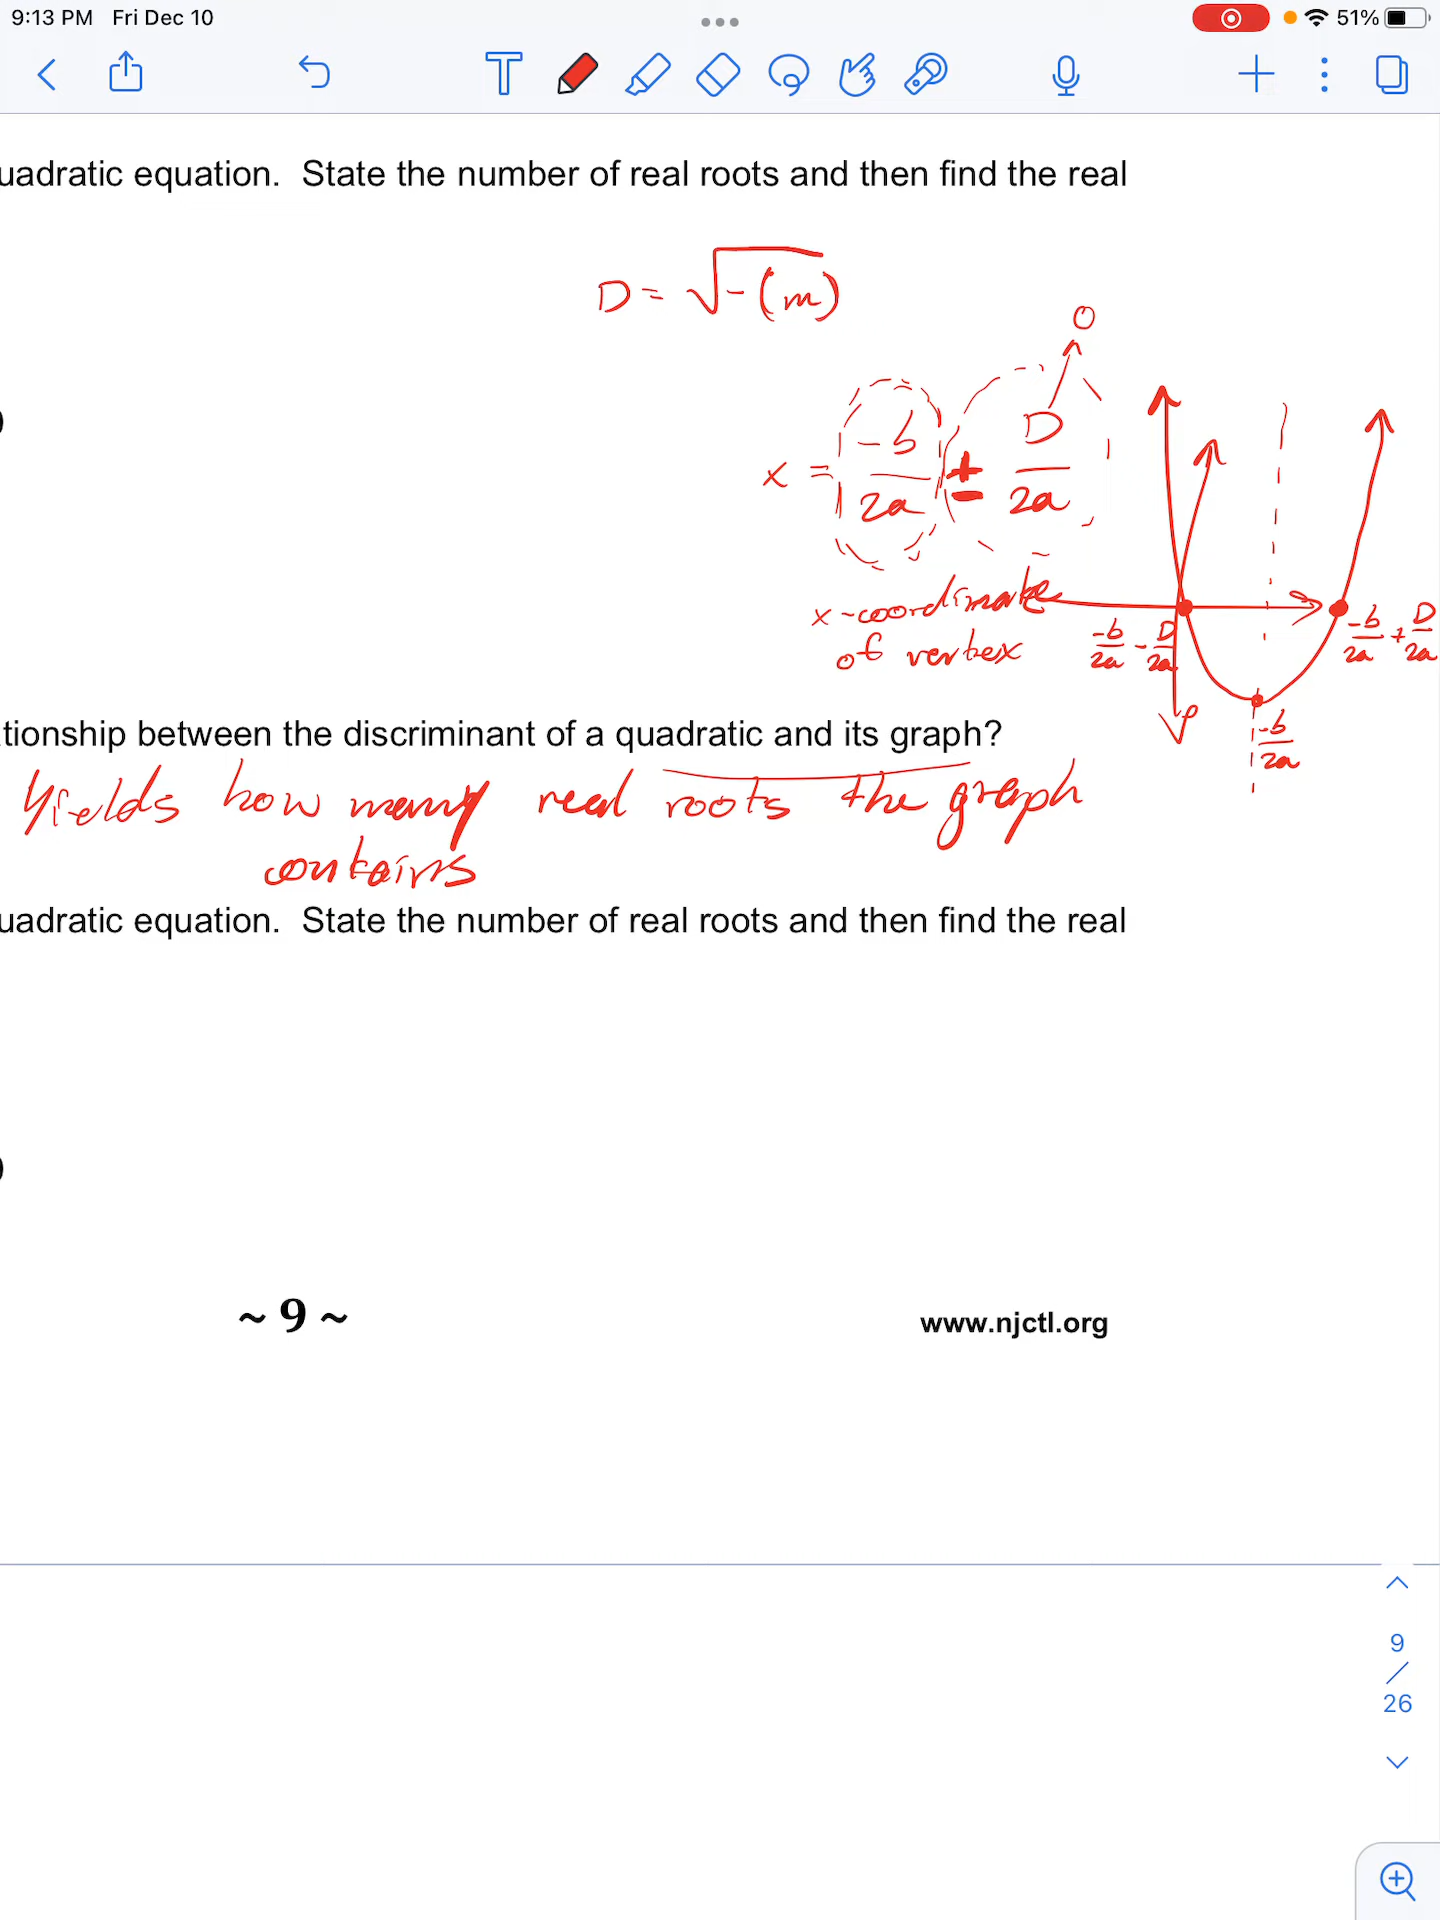 9:13 PM Fri Dec 10
51%
uadratic equation. State the number of real roots and then find the real
D = √-(m)
0
x = -b/2a ± D/2a
x-coordinate
of vertex
-b/2a - D/2a
-b/2a + D/2a
-b/2a
tionship between the discriminant of a quadratic and its graph?
Yields how many real roots the graph
contains
uadratic equation. State the number of real roots and then find the real
~ 9 ~
www.njctl.org
9
/
26